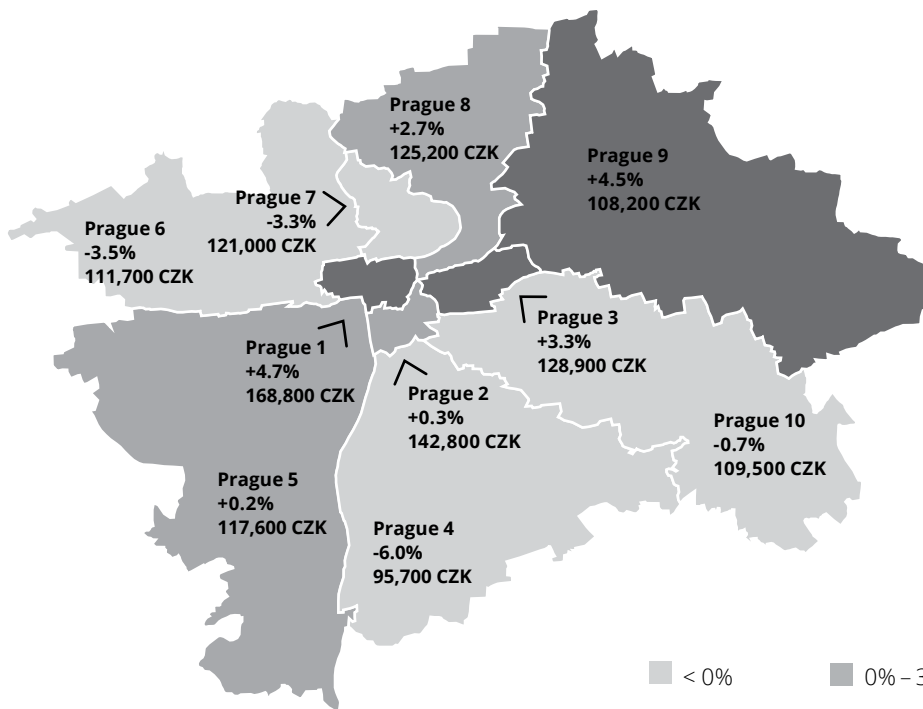 Prague 8
+2.7%
125,200 CZK
Prague 9
+4.5%
108,200 CZK
Prague 7
-3.3%
121,000 CZK
Prague 6
-3.5%
111,700 CZK
Prague 3
+3.3%
128,900 CZK
Prague 1
+4.7%
168,800 CZK
Prague 2
+0.3%
142,800 CZK
Prague 10
-0.7%
109,500 CZK
Prague 5
+0.2%
117,600 CZK
Prague 4
-6.0%
95,700 CZK
< 0%
0% – 3